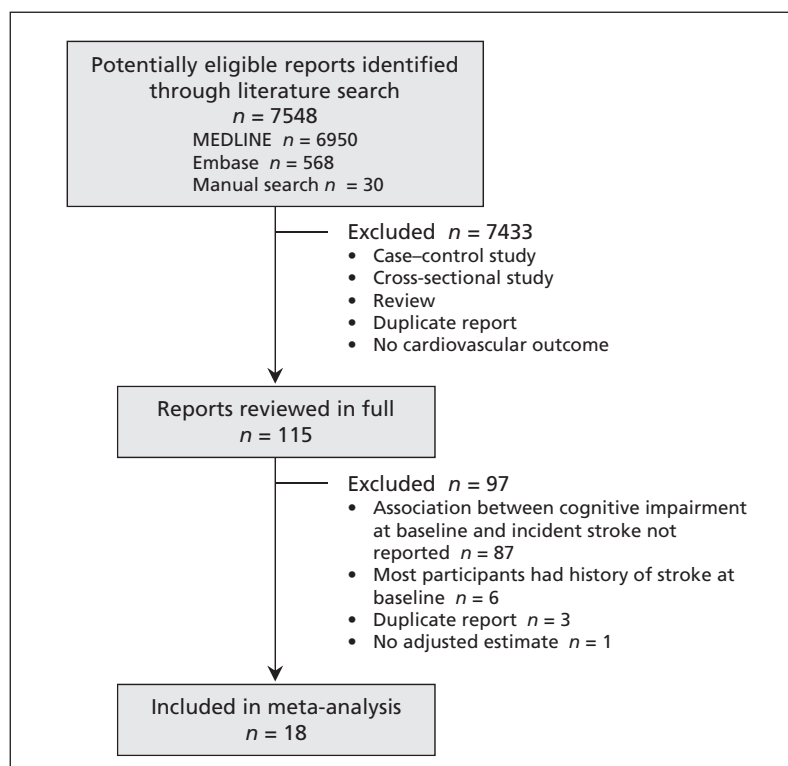 Potentially eligible reports identified
through literature search
n = 7548
MEDLINE n = 6950
Embase n = 568
Manual search n = 30
Excluded n = 7433
• Case–control study
• Cross-sectional study
• Review
• Duplicate report
• No cardiovascular outcome
Reports reviewed in full
n = 115
Excluded n = 97
• Association between cognitive impairment
at baseline and incident stroke not
reported n = 87
• Most participants had history of stroke at
baseline n = 6
• Duplicate report n = 3
• No adjusted estimate n = 1
Included in meta-analysis
n = 18